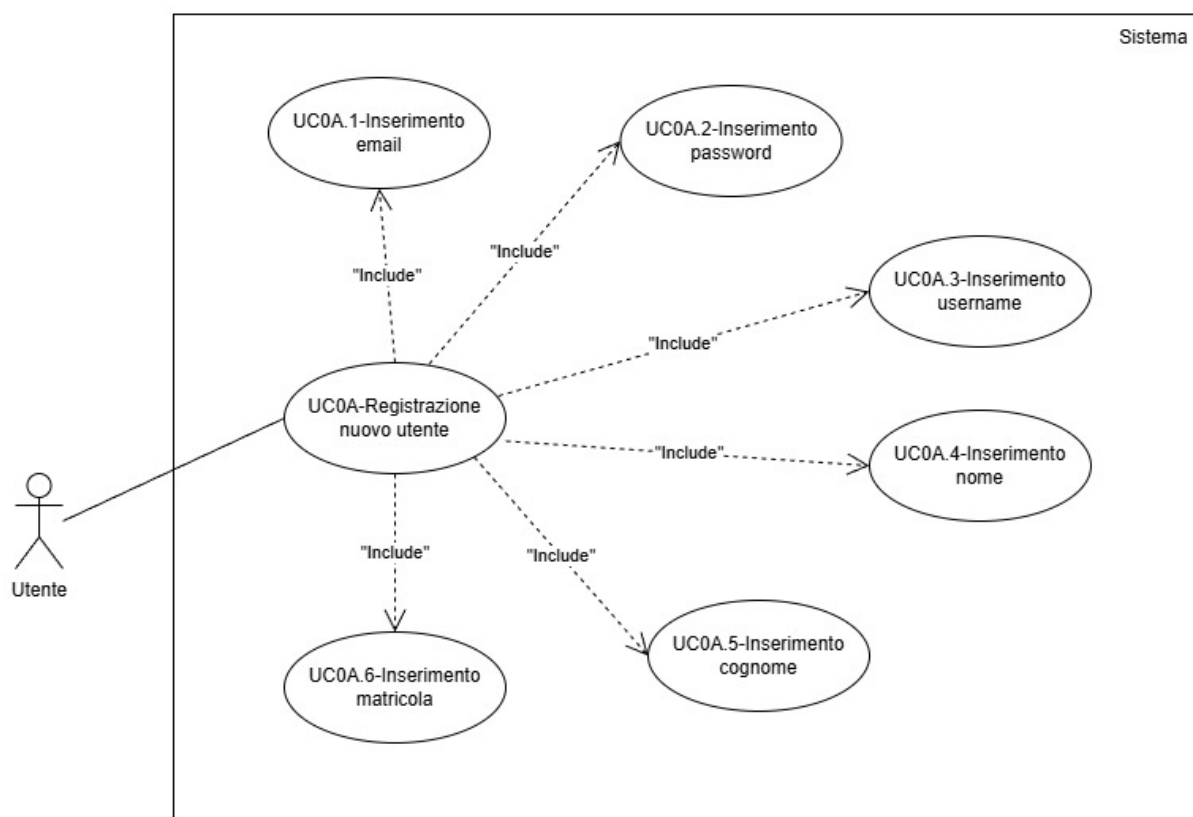 Sistema
UC0A.1-Inserimento
email
UC0A.2-Inserimento
password
"Include"
"Include"
UC0A.3-Inserimento
username
"Include"
UC0A-Registrazione
nuovo utente
UC0A.4-Inserimento
nome
"Include"
Utente
"Include"
"Include"
UC0A.5-Inserimento
cognome
UC0A.6-Inserimento
matricola